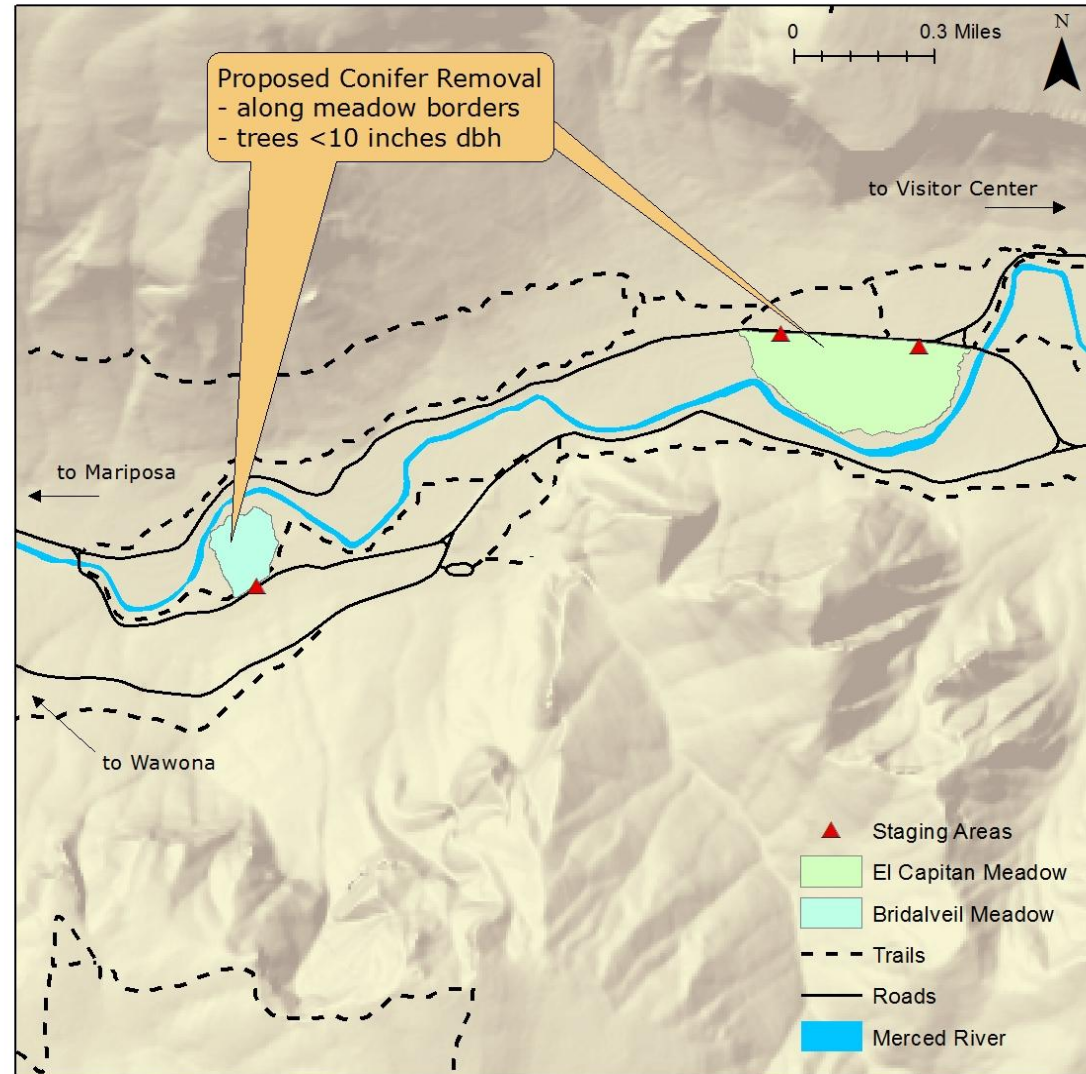 0 0.3 Miles
N
Proposed Conifer Removal
- along meadow borders
- trees <10 inches dbh
to Visitor Center
to Mariposa
to Wawona
Staging Areas
El Capitan Meadow
Bridalveil Meadow
Trails
Roads
Merced River